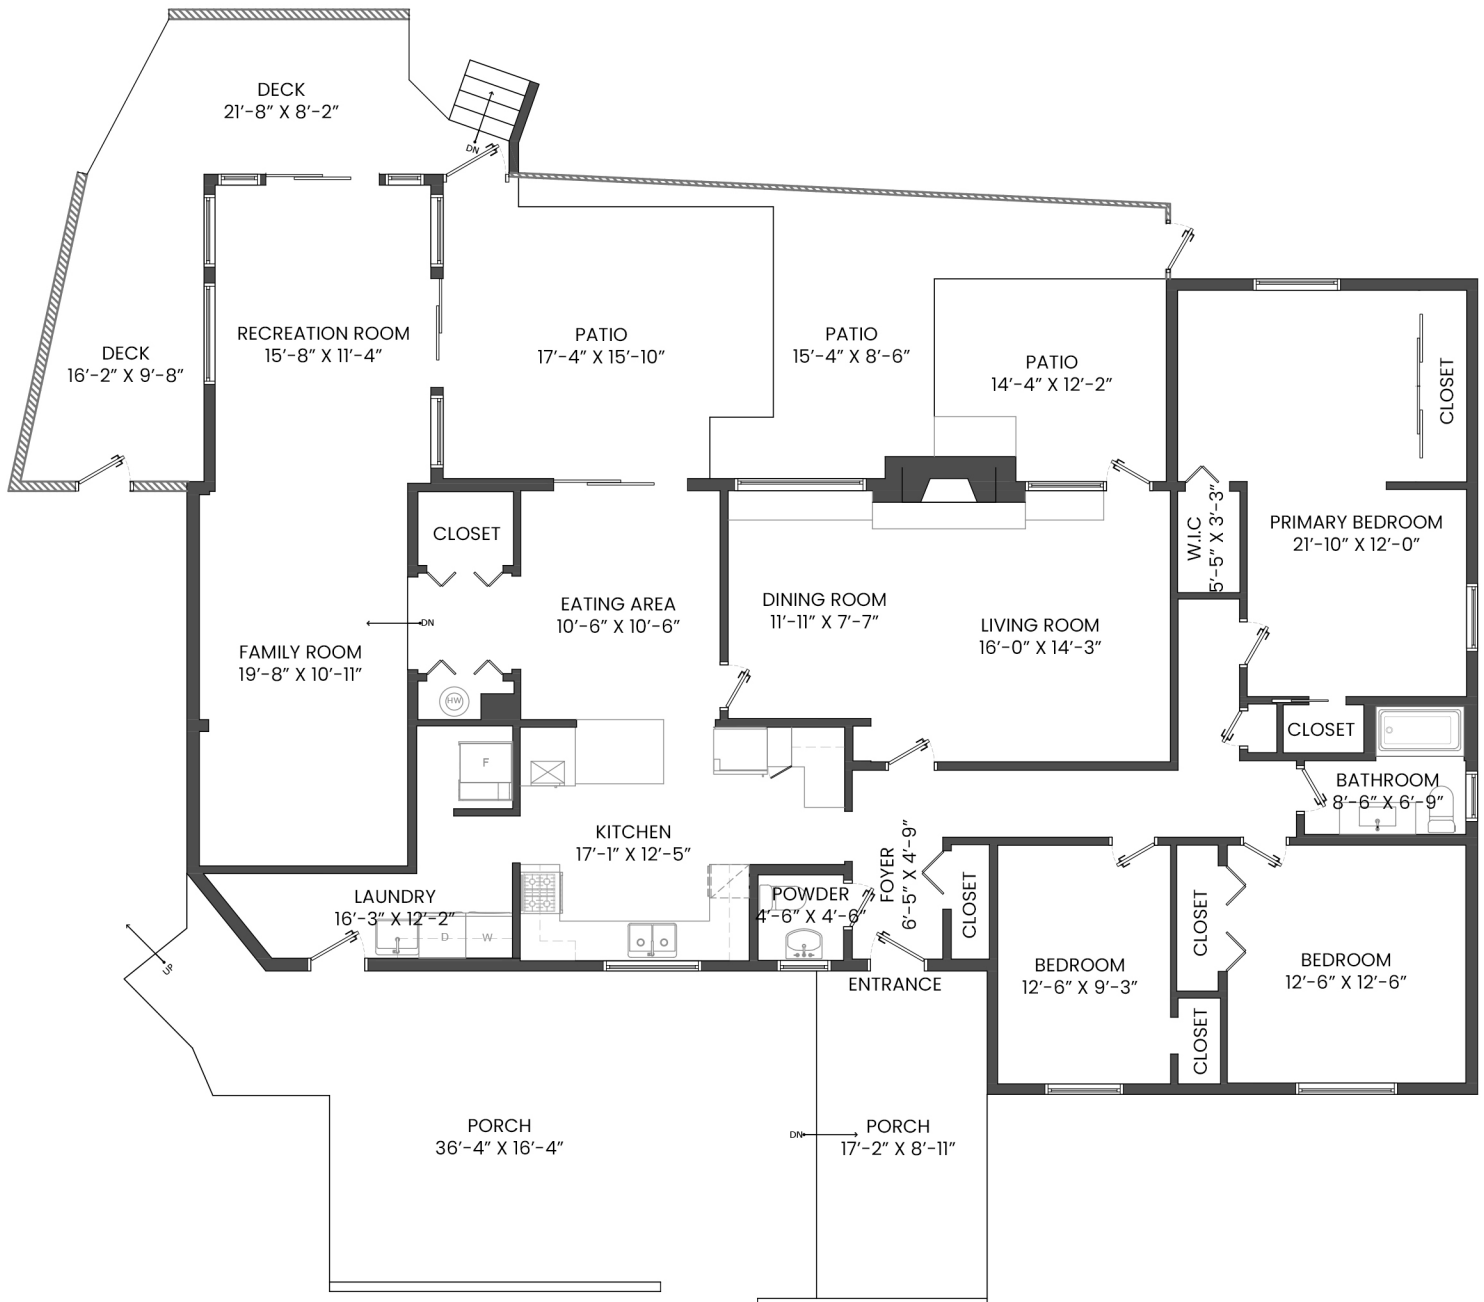 DECK
21’-8” X 8’-2”
DN
RECREATION ROOM
15’-8” X 11’-4”
PATIO
17’-4” X 15’-10”
PATIO
15’-4” X 8’-6”
PATIO
14’-4” X 12’-2”
DECK
16’-2” X 9’-8”
CLOSET
CLOSET
W.I.C
5’-5” X 3’-3”
PRIMARY BEDROOM
21’-10” X 12’-0”
EATING AREA
10’-6” X 10’-6”
DINING ROOM
11’-11” X 7’-7”
LIVING ROOM
16’-0” X 14’-3”
DN
FAMILY ROOM
19’-8” X 10’-11”
HW
CLOSET
F
BATHROOM
8’-6” X 6’-9”
KITCHEN
17’-1” X 12’-5”
FOYER
6’-5” X 4’-9”
LAUNDRY
16’-3” X 12’-2”
D
W
POWDER
4’-6” X 4’-6”
CLOSET
CLOSET
UP
ENTRANCE
BEDROOM
12’-6” X 9’-3”
BEDROOM
12’-6” X 12’-6”
CLOSET
PORCH
36’-4” X 16’-4”
DN
PORCH
17’-2” X 8’-11”